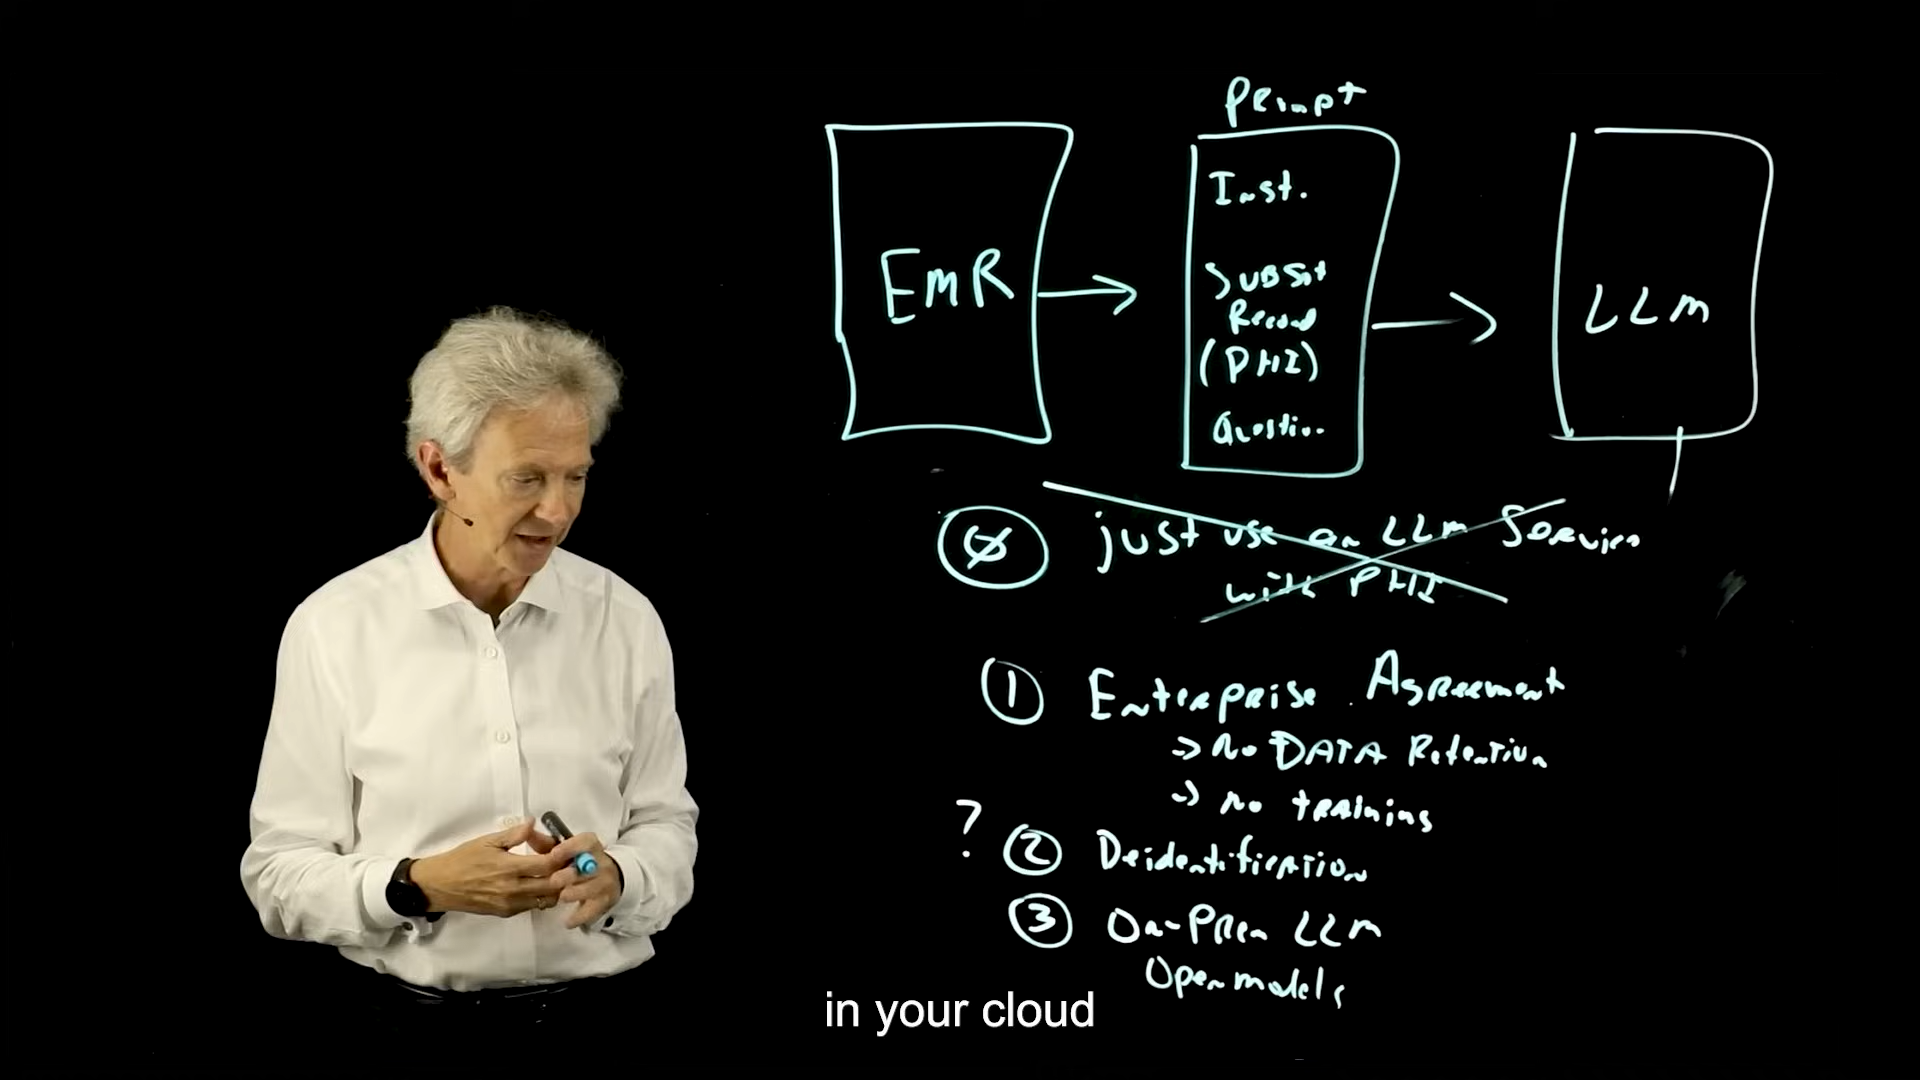 Prompt
EMR
Inst.
Subset
Record
(PHI)
Question
LLM
0 just use an LLM Service
with PHI
1 Enterprise Agreement
→ no DATA Retention
→ no training
?
2 Deidentification
3 On-Prem LLM
Open models
in your cloud